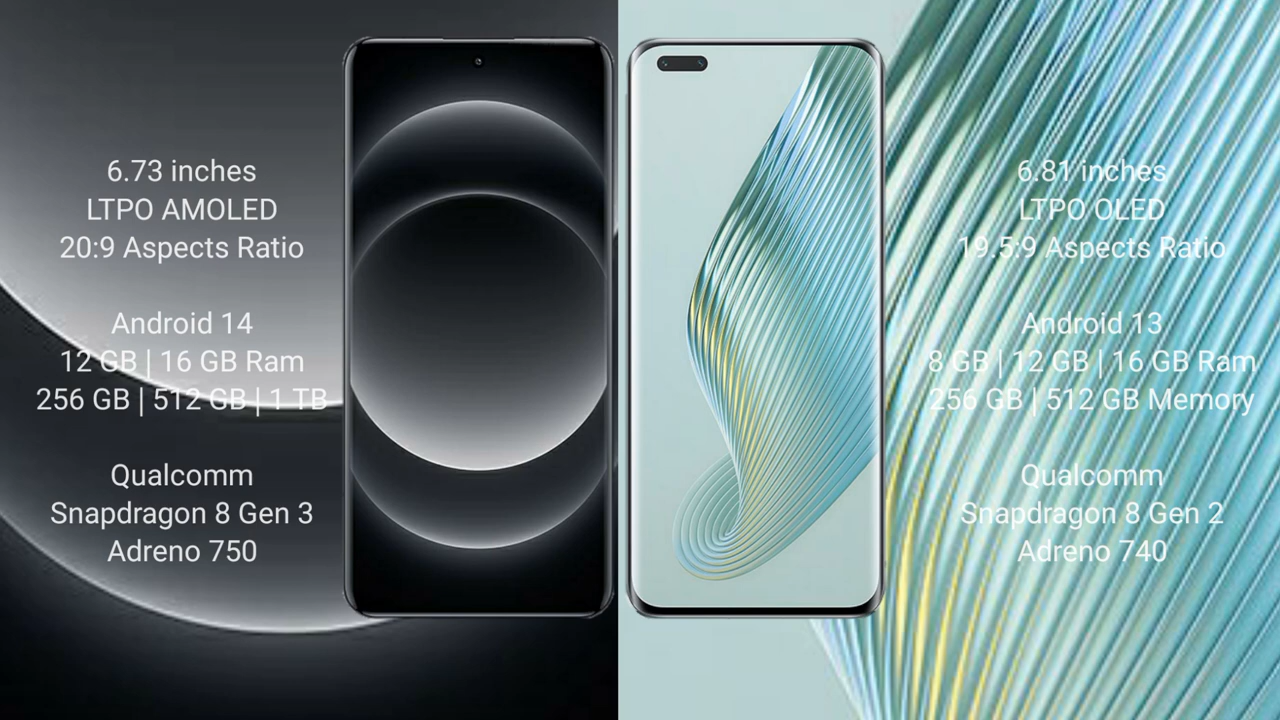 6.73 inches
LTPO AMOLED
20:9 Aspects Ratio
Android 14
12 GB | 16 GB Ram
256 GB | 512 GB | 1 TB
Qualcomm
Snapdragon 8 Gen 3
Adreno 750
6.81 inches
LTPO OLED
19.5:9 Aspects Ratio
Android 13
8 GB | 12 GB | 16 GB Ram
256 GB | 512 GB Memory
Qualcomm
Snapdragon 8 Gen 2
Adreno 740